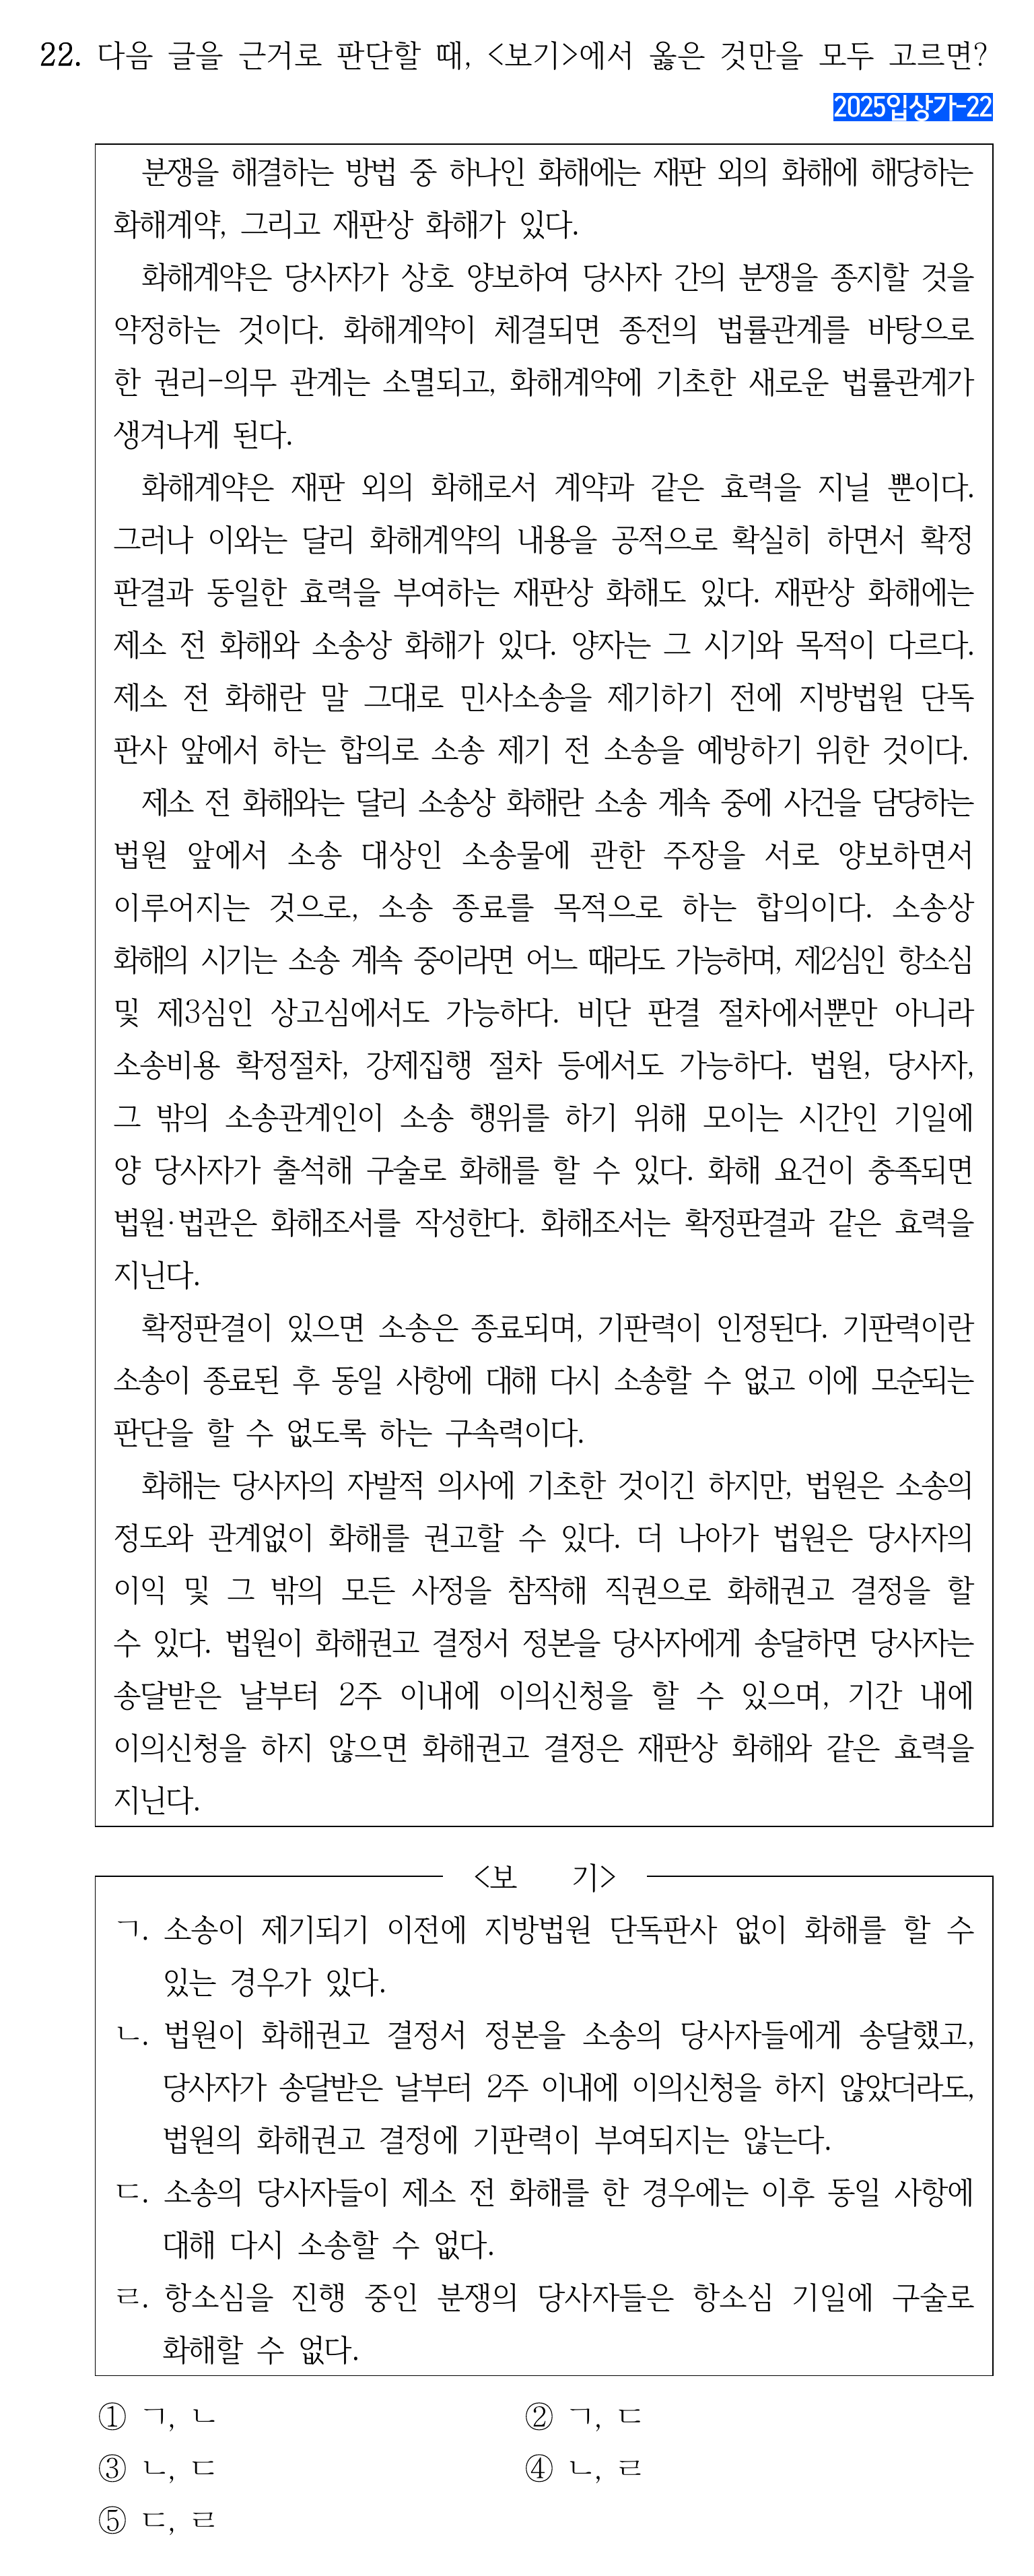 22. 다음 글을 근거로 판단할 때, <보기>에서 옳은 것만을 모두 고르면?
2025입상가-22
분쟁을 해결하는 방법 중 하나인 화해에는 재판 외의 화해에 해당하는
화해계약, 그리고 재판상 화해가 있다.
화해계약은 당사자가 상호 양보하여 당사자 간의 분쟁을 종지할 것을
약정하는 것이다. 화해계약이 체결되면 종전의 법률관계를 바탕으로
한 권리-의무 관계는 소멸되고, 화해계약에 기초한 새로운 법률관계가
생겨나게 된다.
화해계약은 재판 외의 화해로서 계약과 같은 효력을 지닐 뿐이다.
그러나 이와는 달리 화해계약의 내용을 공적으로 확실히 하면서 확정
판결과 동일한 효력을 부여하는 재판상 화해도 있다. 재판상 화해에는
제소 전 화해와 소송상 화해가 있다. 양자는 그 시기와 목적이 다르다.
제소 전 화해란 말 그대로 민사소송을 제기하기 전에 지방법원 단독
판사 앞에서 하는 합의로 소송 제기 전 소송을 예방하기 위한 것이다.
제소 전 화해와는 달리 소송상 화해란 소송 계속 중에 사건을 담당하는
법원 앞에서 소송 대상인 소송물에 관한 주장을 서로 양보하면서
이루어지는 것으로, 소송 종료를 목적으로 하는 합의이다. 소송상
화해의 시기는 소송 계속 중이라면 어느 때라도 가능하며, 제2심인 항소심
및 제3심인 상고심에서도 가능하다. 비단 판결 절차에서뿐만 아니라
소송비용 확정절차, 강제집행 절차 등에서도 가능하다. 법원, 당사자,
그 밖의 소송관계인이 소송 행위를 하기 위해 모이는 시간인 기일에
양 당사자가 출석해 구술로 화해를 할 수 있다. 화해 요건이 충족되면
법원·법관은 화해조서를 작성한다. 화해조서는 확정판결과 같은 효력을
지닌다.
확정판결이 있으면 소송은 종료되며, 기판력이 인정된다. 기판력이란
소송이 종료된 후 동일 사항에 대해 다시 소송할 수 없고 이에 모순되는
판단을 할 수 없도록 하는 구속력이다.
화해는 당사자의 자발적 의사에 기초한 것이긴 하지만, 법원은 소송의
정도와 관계없이 화해를 권고할 수 있다. 더 나아가 법원은 당사자의
이익 및 그 밖의 모든 사정을 참작해 직권으로 화해권고 결정을 할
수 있다. 법원이 화해권고 결정서 정본을 당사자에게 송달하면 당사자는
송달받은 날부터 2주 이내에 이의신청을 할 수 있으며, 기간 내에
이의신청을 하지 않으면 화해권고 결정은 재판상 화해와 같은 효력을
지닌다.
<보 기>
ㄱ. 소송이 제기되기 이전에 지방법원 단독판사 없이 화해를 할 수
있는 경우가 있다.
ㄴ. 법원이 화해권고 결정서 정본을 소송의 당사자들에게 송달했고,
당사자가 송달받은 날부터 2주 이내에 이의신청을 하지 않았더라도,
법원의 화해권고 결정에 기판력이 부여되지는 않는다.
ㄷ. 소송의 당사자들이 제소 전 화해를 한 경우에는 이후 동일 사항에
대해 다시 소송할 수 없다.
ㄹ. 항소심을 진행 중인 분쟁의 당사자들은 항소심 기일에 구술로
화해할 수 없다.
① ㄱ, ㄴ ② ㄱ, ㄷ
③ ㄴ, ㄷ ④ ㄴ, ㄹ
⑤ ㄷ, ㄹ